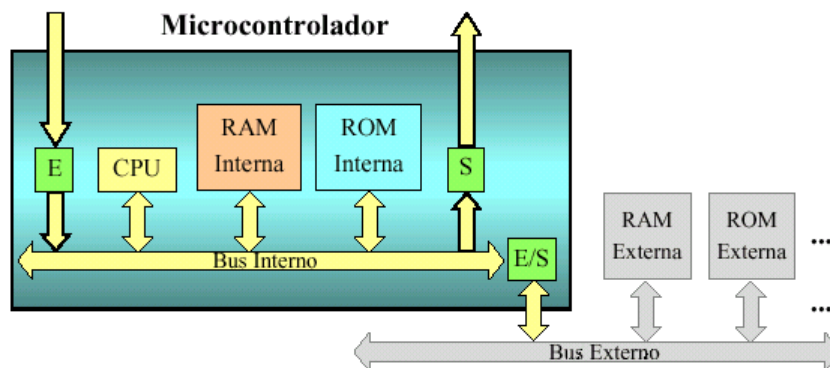 Microcontrolador
E
CPU
RAM
Interna
ROM
Interna
S
Bus Interno
E/S
RAM
Externa
ROM
Externa
...
...
Bus Externo